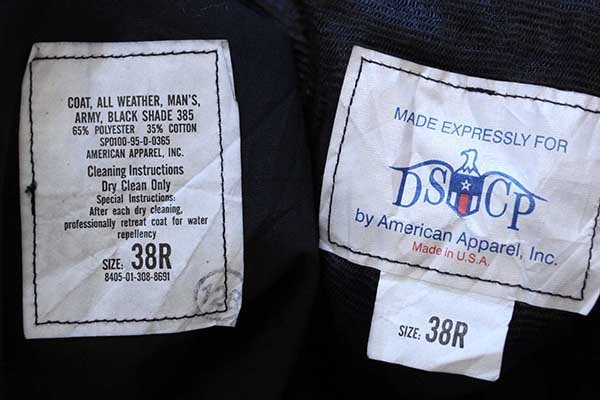 COAT, ALL WEATHER, MAN'S,
ARMY, BLACK SHADE 385
65% POLYESTER 35% COTTON
SPO100-95-D-0365
AMERICAN APPAREL, INC.
Cleaning Instructions
Dry Clean Only
Special Instructions:
After each dry cleaning,
professionally retreat coat for water
repellency
SIZE: 38R
8405-01-308-8691
MADE EXPRESSLY FOR
DSCP
by American Apparel, Inc.
Made in U.S.A.
SIZE: 38R